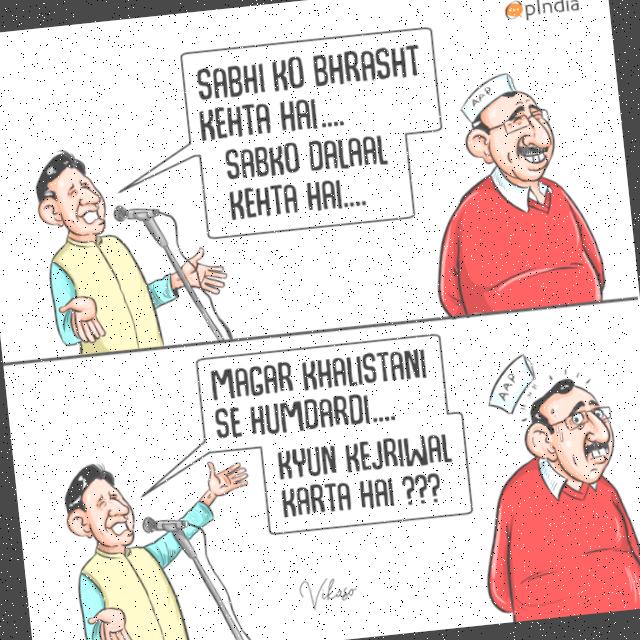 OpIndia
SABHI KO BHRASHT
KEHTA HAI....
SABKO DALAAL
KEHTA HAI....
AAP
MAGAR KHALISTANI
SE HUMDARDI....
KYUN KEJRIWAL
KARTA HAI ???
AAP
Vikaso